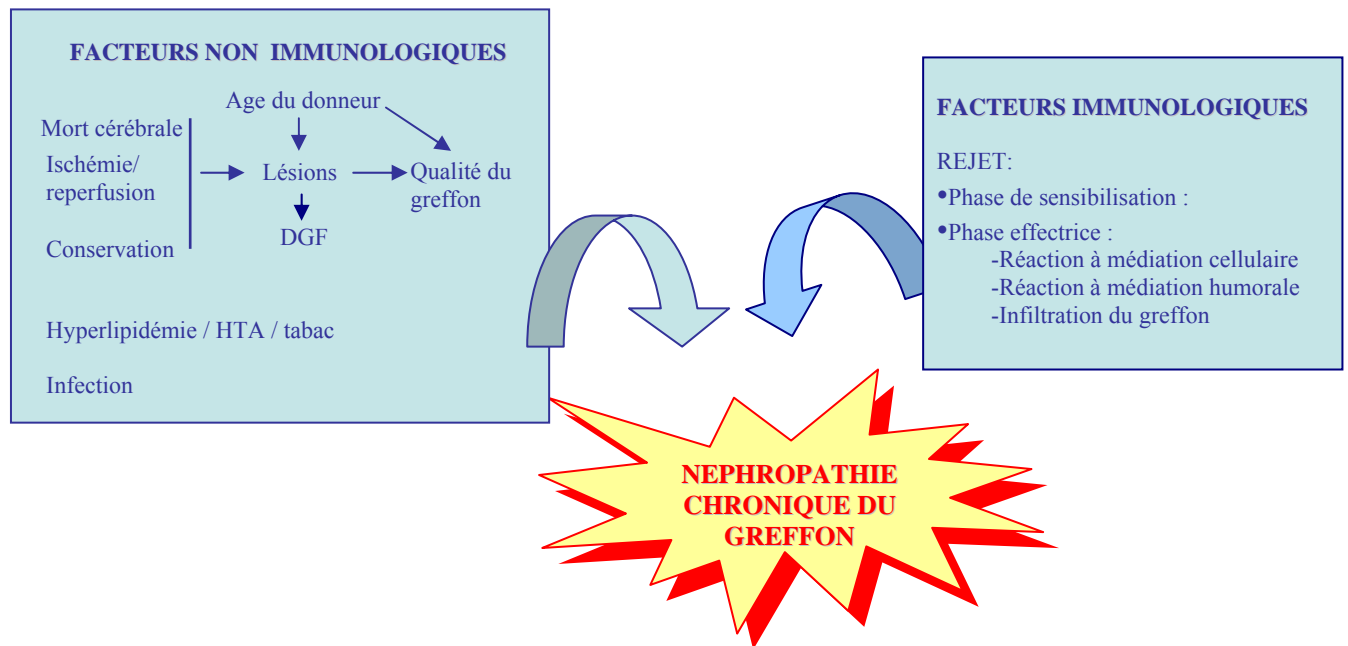 FACTEURS NON IMMUNOLOGIQUES
Age du donneur
Mort cérébrale
Ischémie/
reperfusion
Conservation
Lésions
Qualité du
greffon
DGF
Hyperlipidémie / HTA / tabac
Infection
FACTEURS IMMUNOLOGIQUES
REJET:
•Phase de sensibilisation :
•Phase effectrice :
-Réaction à médiation cellulaire
-Réaction à médiation humorale
-Infiltration du greffon
NEPHROPATHIE
CHRONIQUE DU
GREFFON